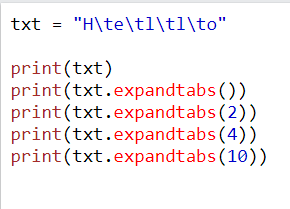 txt = "H\te\tl\tl\to"
print(txt)
print(txt.expandtabs())
print(txt.expandtabs(2))
print(txt.expandtabs(4))
print(txt.expandtabs(10))